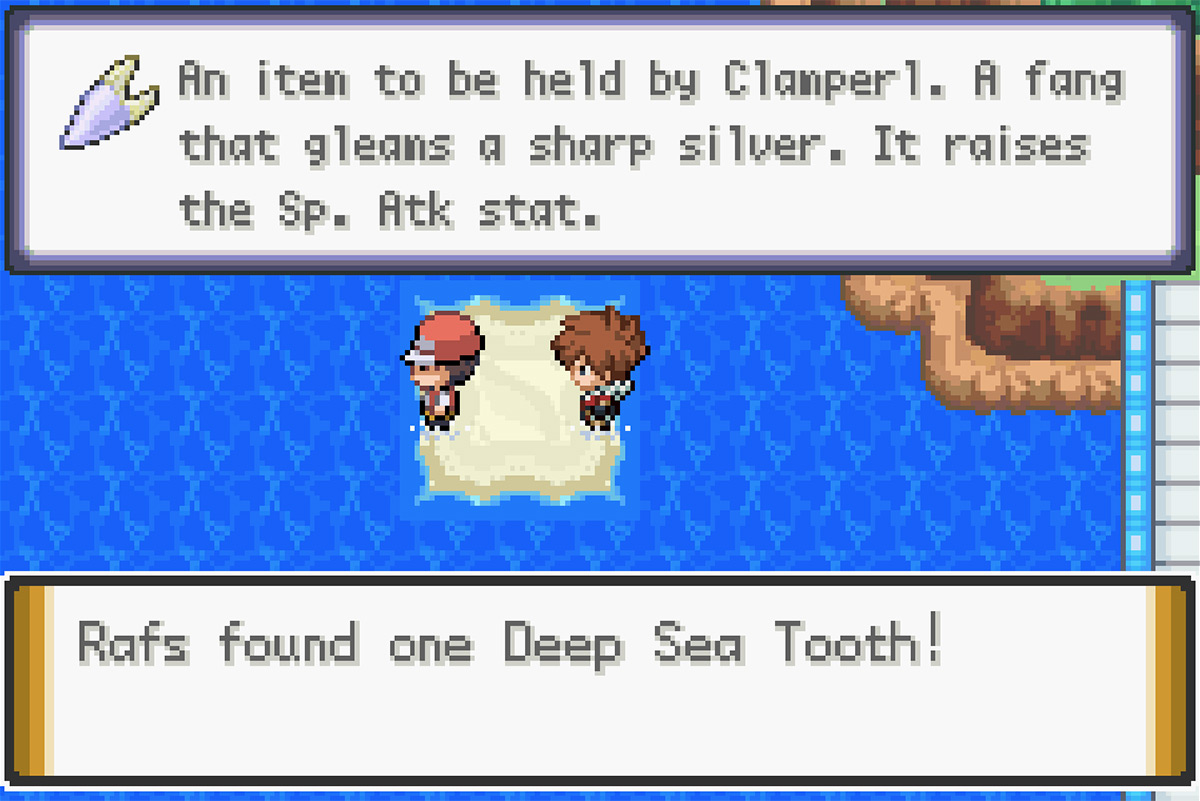 An item to be held by Clamperl. A fang
that gleams a sharp silver. It raises
the Sp. Atk stat.
Rafs found one Deep Sea Tooth!